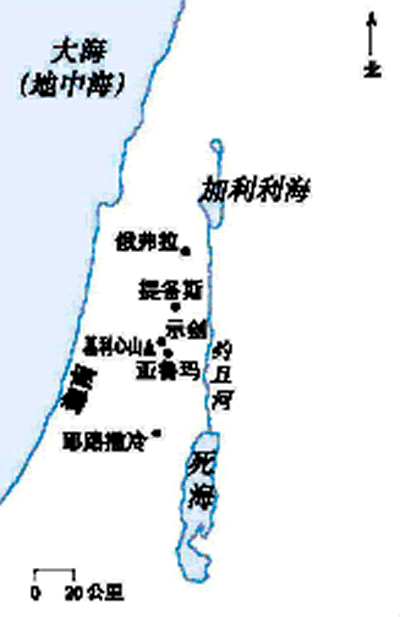 大海
(地中海)
北
加利利海
俄弗拉
提备斯
示剑
基利心山
亚鲁玛
约旦河
耶路撒冷
死海
0 20公里